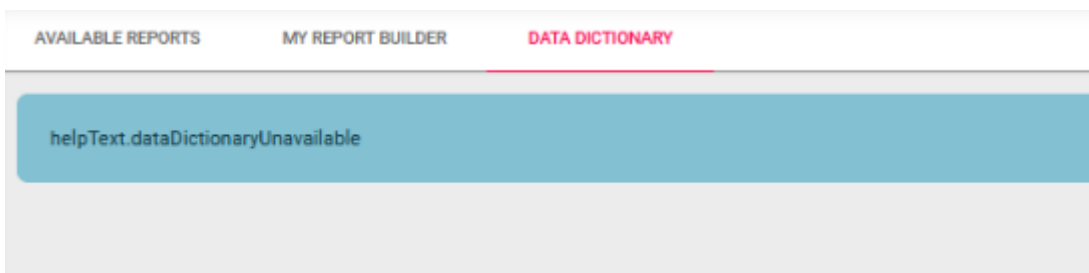 AVAILABLE REPORTS MY REPORT BUILDER DATA DICTIONARY
helpText.dataDictionaryUnavailable